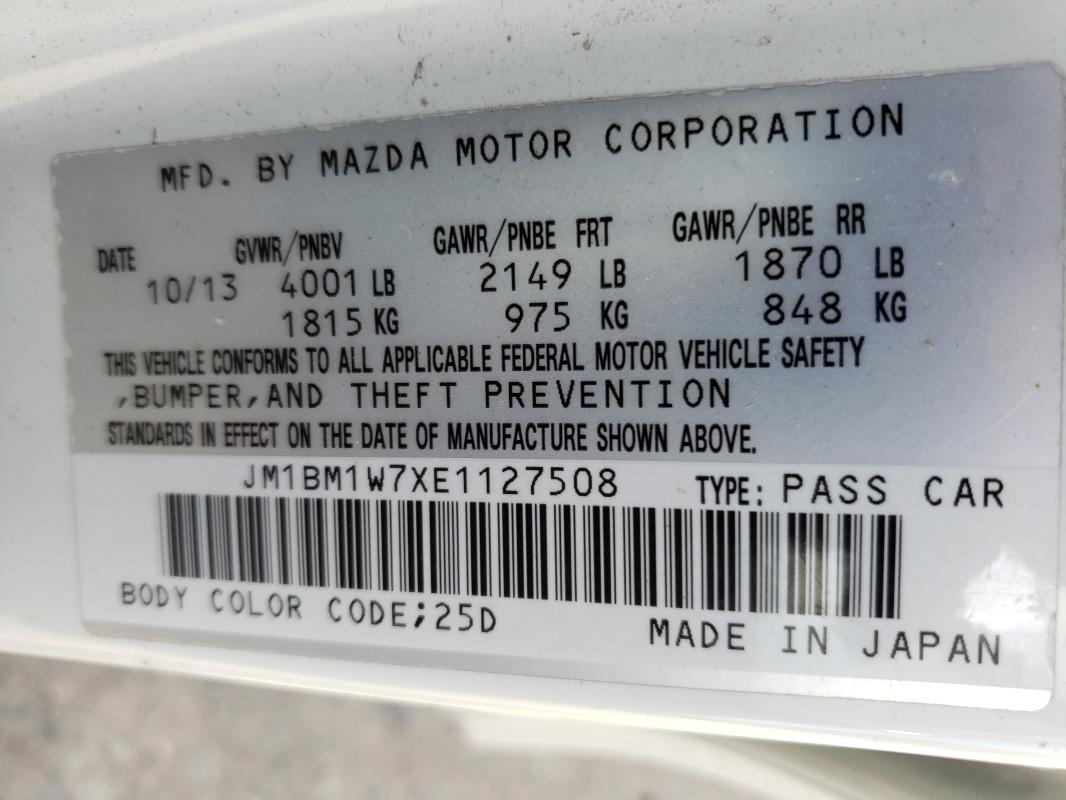 MFD. BY MAZDA MOTOR CORPORATION
DATE GVWR/PNBV GAWR/PNBE FRT GAWR/PNBE RR
10/13 4001 LB 2149 LB 1870 LB
1815 KG 975 KG 848 KG
THIS VEHICLE CONFORMS TO ALL APPLICABLE FEDERAL MOTOR VEHICLE SAFETY
,BUMPER,AND THEFT PREVENTION
STANDARDS IN EFFECT ON THE DATE OF MANUFACTURE SHOWN ABOVE.
JM1BM1W7XE1127508 TYPE: PASS CAR
BODY COLOR CODE;25D MADE IN JAPAN